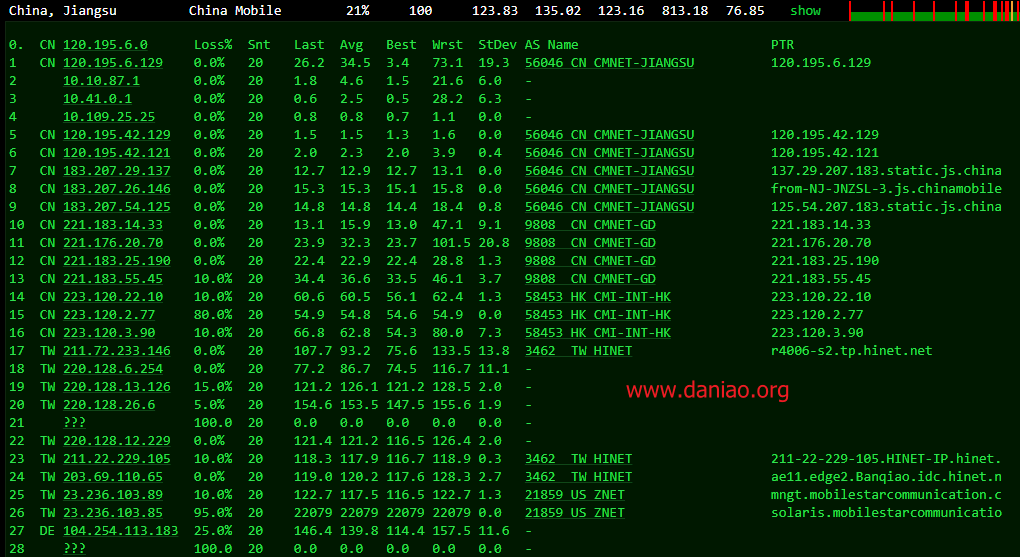 China, Jiangsu China Mobile 21% 100 123.83 135.02 123.16 813.18 76.85 show
0. CN 120.195.6.0 Loss% Snt Last Avg Best Wrst StDev AS Name PTR
1 CN 120.195.6.129 0.0% 20 26.2 34.5 3.4 73.1 19.3 56046 CN CMNET-JIANGSU 120.195.6.129
2 10.10.87.1 0.0% 20 1.8 4.6 1.5 21.6 6.0 -
3 10.41.0.1 0.0% 20 0.6 2.5 0.5 28.2 6.3 -
4 10.109.25.25 0.0% 20 0.8 0.8 0.7 1.1 0.0 -
5 CN 120.195.42.129 0.0% 20 1.5 1.5 1.3 1.6 0.0 56046 CN CMNET-JIANGSU 120.195.42.129
6 CN 120.195.42.121 0.0% 20 2.0 2.3 2.0 3.9 0.4 56046 CN CMNET-JIANGSU 120.195.42.121
7 CN 183.207.29.137 0.0% 20 12.7 12.9 12.7 13.1 0.0 56046 CN CMNET-JIANGSU 137.29.207.183.static.js.china
8 CN 183.207.26.146 0.0% 20 15.3 15.3 15.1 15.8 0.0 56046 CN CMNET-JIANGSU from-NJ-JNZSL-3.js.chinamobile
9 CN 183.207.54.125 0.0% 20 14.8 14.8 14.4 18.4 0.8 56046 CN CMNET-JIANGSU 125.54.207.183.static.js.china
10 CN 221.183.14.33 0.0% 20 13.1 15.9 13.0 47.1 9.1 9808 CN CMNET-GD 221.183.14.33
11 CN 221.176.20.70 0.0% 20 23.9 32.3 23.7 101.5 20.8 9808 CN CMNET-GD 221.176.20.70
12 CN 221.183.25.190 0.0% 20 22.4 22.9 22.4 28.8 1.3 9808 CN CMNET-GD 221.183.25.190
13 CN 221.183.55.45 10.0% 20 34.4 36.6 33.5 46.1 3.7 9808 CN CMNET-GD 221.183.55.45
14 CN 223.120.22.10 10.0% 20 60.6 60.5 56.1 62.4 1.3 58453 HK CMI-INT-HK 223.120.22.10
15 CN 223.120.2.77 80.0% 20 54.9 54.8 54.6 54.9 0.0 58453 HK CMI-INT-HK 223.120.2.77
16 CN 223.120.3.90 10.0% 20 66.8 62.8 54.3 80.0 7.3 58453 HK CMI-INT-HK 223.120.3.90
17 TW 211.72.233.146 0.0% 20 107.7 93.2 75.6 133.5 13.8 3462 TW HINET r4006-s2.tp.hinet.net
18 TW 220.128.6.254 0.0% 20 77.2 86.7 74.5 116.7 11.1 -
19 TW 220.128.13.126 15.0% 20 121.2 126.1 121.2 128.5 2.0 -
20 TW 220.128.26.6 5.0% 20 154.6 153.5 147.5 155.6 1.9 -
www.daniao.org
21 ??? 100.0 20 0.0 0.0 0.0 0.0 0.0 -
22 TW 220.128.12.229 0.0% 20 121.4 121.2 116.5 126.4 2.0 -
23 TW 211.22.229.105 10.0% 20 118.3 117.9 116.7 118.9 0.3 3462 TW HINET 211-22-229-105.HINET-IP.hinet.
24 TW 203.69.110.65 0.0% 20 119.0 120.2 117.6 128.3 2.7 3462 TW HINET ae11.edge2.Banqiao.idc.hinet.n
25 TW 23.236.103.89 10.0% 20 122.7 117.5 116.5 122.7 1.3 21859 US ZNET mngt.mobilestarcommunication.c
26 TW 23.236.103.85 95.0% 20 22079 22079 22079 22079 0.0 21859 US ZNET solaris.mobilestarcommunicatio
27 DE 104.254.113.183 25.0% 20 146.4 139.8 114.4 157.5 11.6 -
28 ??? 100.0 20 0.0 0.0 0.0 0.0 0.0 -